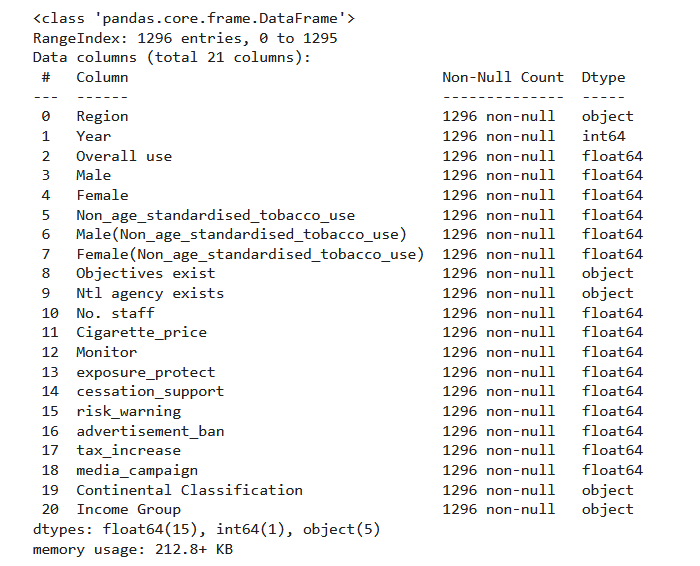 <class 'pandas.core.frame.DataFrame'>
RangeIndex: 1296 entries, 0 to 1295
Data columns (total 21 columns):
 #   Column                                Non-Null Count  Dtype
---  ------                                --------------  -----
 0   Region                                1296 non-null   object
 1   Year                                  1296 non-null   int64
 2   Overall use                           1296 non-null   float64
 3   Male                                  1296 non-null   float64
 4   Female                                1296 non-null   float64
 5   Non_age_standardised_tobacco_use      1296 non-null   float64
 6   Male(Non_age_standardised_tobacco_use)  1296 non-null   float64
 7   Female(Non_age_standardised_tobacco_use)  1296 non-null   float64
 8   Objectives exist                      1296 non-null   object
 9   Ntl agency exists                     1296 non-null   object
 10  No. staff                             1296 non-null   float64
 11  Cigarette_price                       1296 non-null   float64
 12  Monitor                               1296 non-null   float64
 13  exposure_protect                      1296 non-null   float64
 14  cessation_support                     1296 non-null   float64
 15  risk_warning                          1296 non-null   float64
 16  advertisement_ban                     1296 non-null   float64
 17  tax_increase                          1296 non-null   float64
 18  media_campaign                        1296 non-null   float64
 19  Continental Classification            1296 non-null   object
 20  Income Group                          1296 non-null   object
dtypes: float64(15), int64(1), object(5)
memory usage: 212.8+ KB